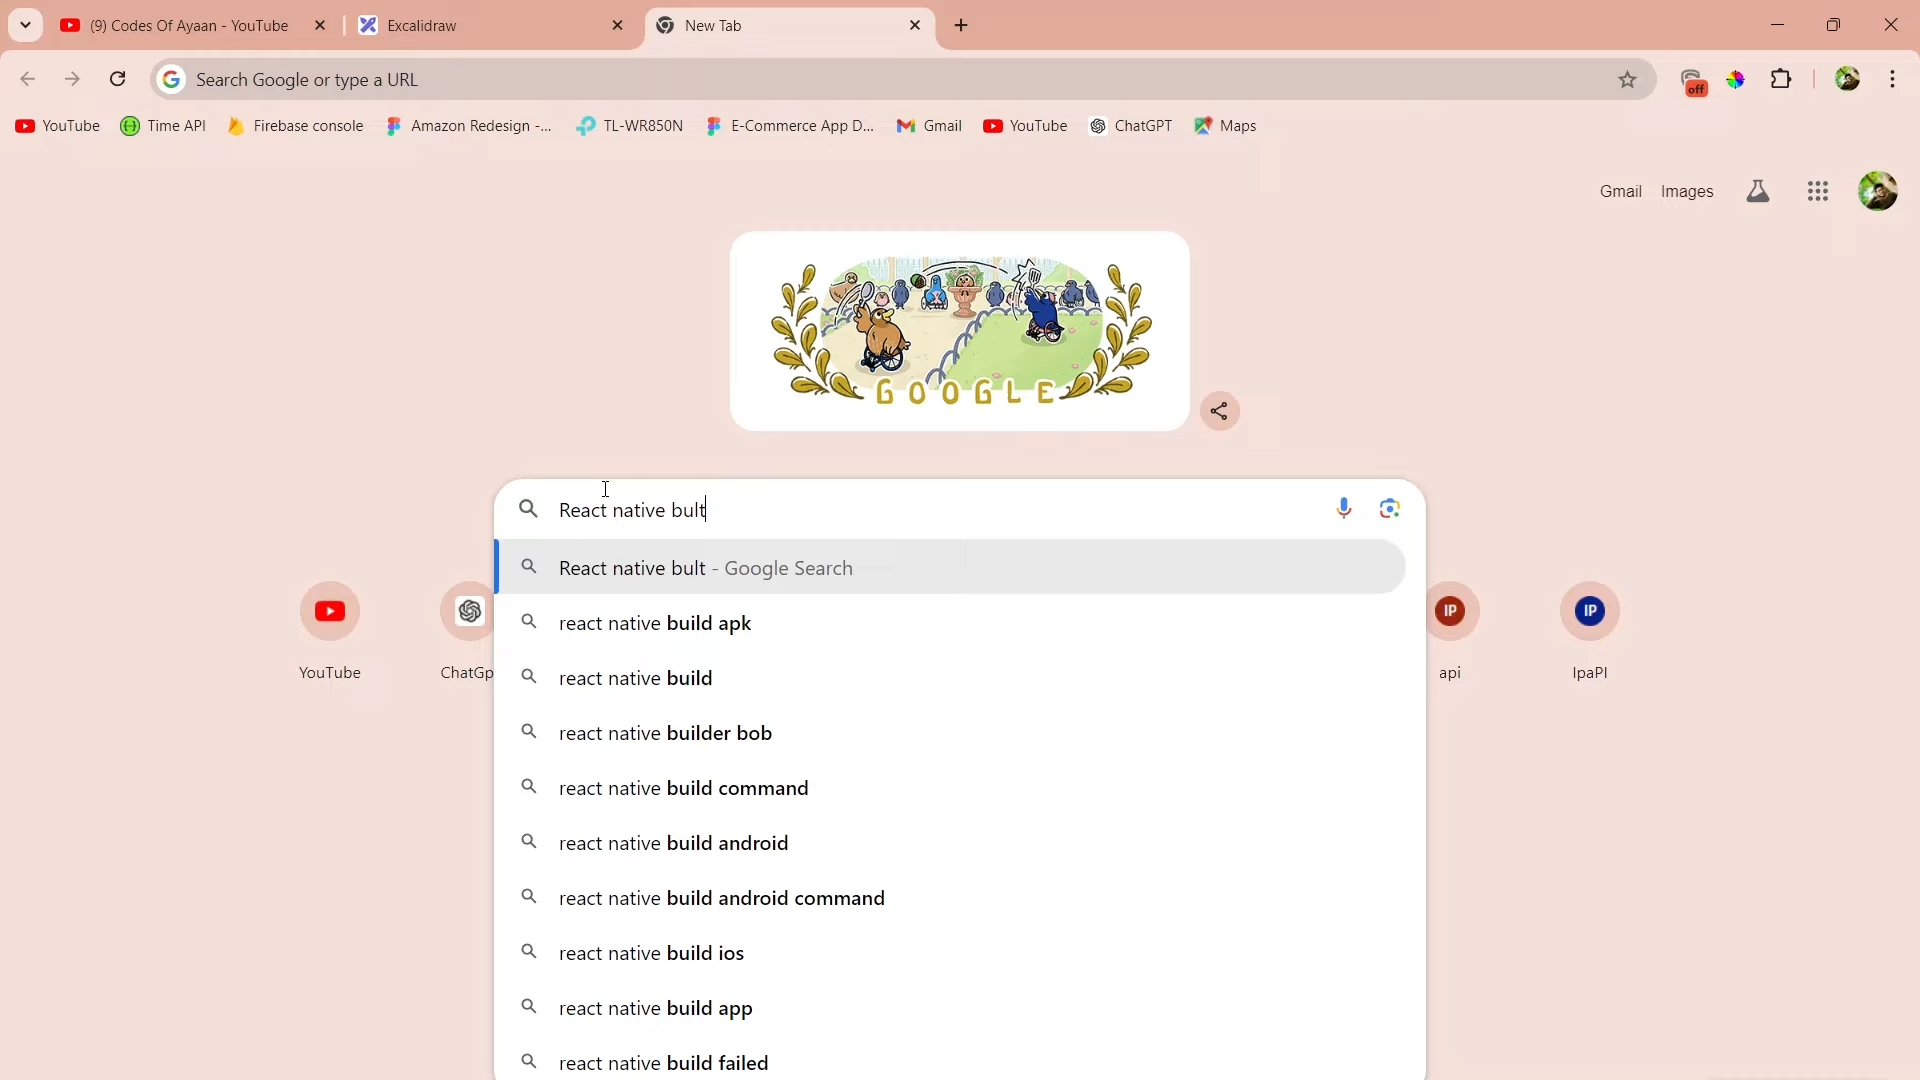 (9) Codes Of Ayaan - YouTube
Excalidraw
New Tab
Search Google or type a URL
off
YouTube
Time API
Firebase console
Amazon Redesign -...
TL-WR850N
E-Commerce App D...
Gmail
YouTube
ChatGPT
Maps
Gmail
Images
GOOGLE
React native bult
React native bult - Google Search
react native build apk
react native build
react native builder bob
react native build command
react native build android
react native build android command
react native build ios
react native build app
react native build failed
YouTube
ChatGp
IP
api
IP
IpaPI